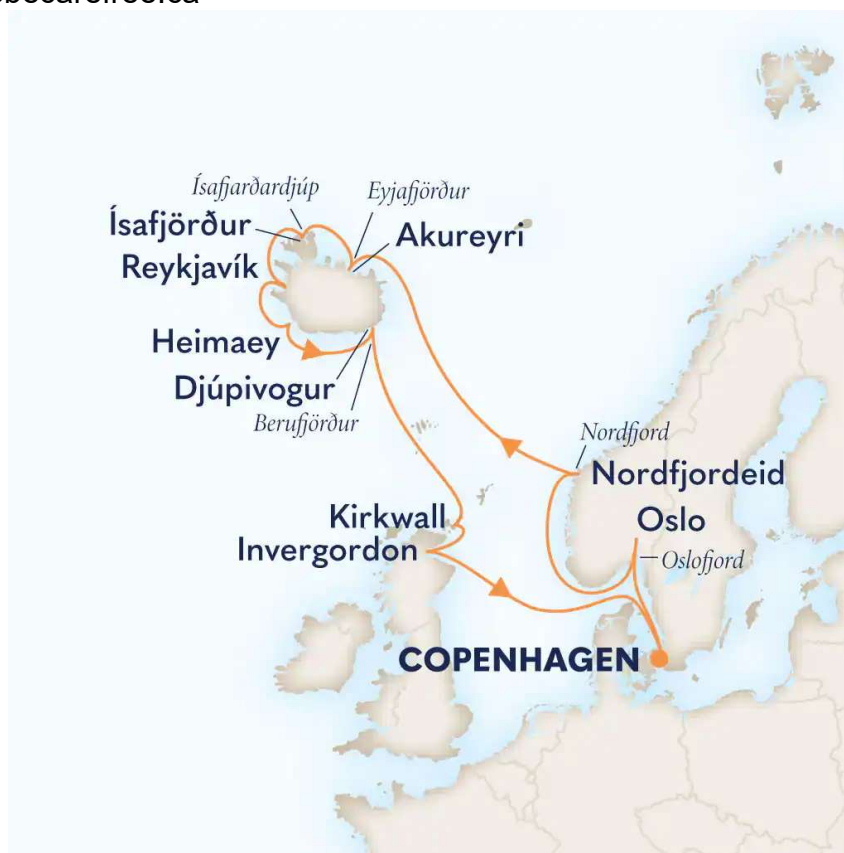 Ísafjarðardjúp
Eyjafjörður
Ísafjörður
Akureyri
Reykjavík
Heimaey
Djúpivogur
Berufjörður
Nordfjord
Nordfjordeid
Kirkwall
Oslo
Invergordon
Oslofjord
COPENHAGEN